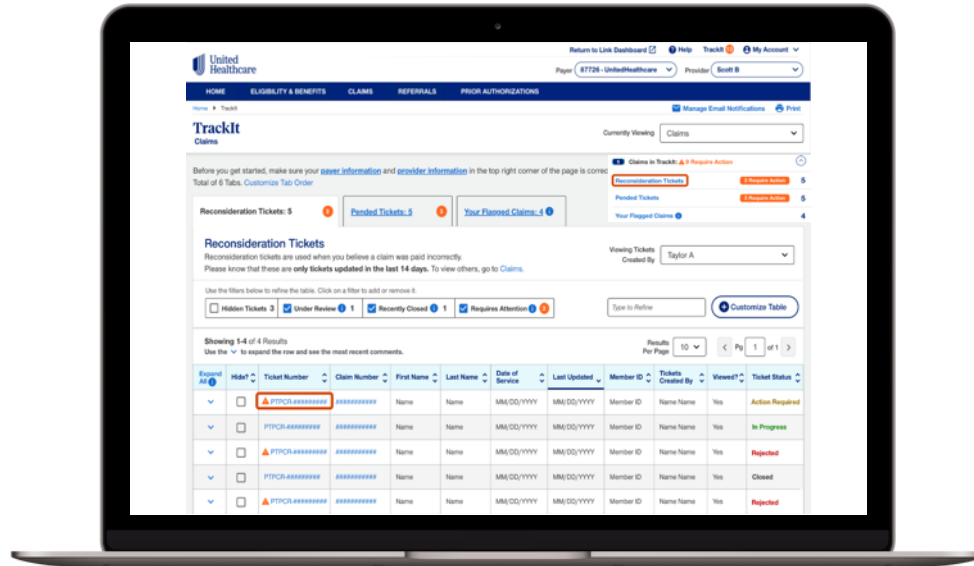 Return to Link Dashboard Help TrackIt My Account
United
Healthcare
Payer 87726 - UnitedHealthcare Provider Scott B
HOME ELIGIBILITY & BENEFITS CLAIMS REFERRALS PRIOR AUTHORIZATIONS
Home TrackIt Manage Email Notifications Print
TrackIt
Claims
Currently Viewing Claims
Claims in TrackIt: Require Action
Before you get started, make sure your payer information and provider information in the top right corner of the page is correc
Total of 6 Tabs. Customize Tab Order
Reconsideration Tickets Require Action 5
Pended Tickets Require Action 5
Your Flagged Claims 4
Reconsideration Tickets: 5 Pended Tickets: 5 Your Flagged Claims: 4
Reconsideration Tickets
Reconsideration tickets are used when you believe a claim was paid incorrectly.
Please know that these are only tickets updated in the last 14 days. To view others, go to Claims.
Viewing Tickets
Created By
Taylor A
Use the filters below to refine the table. Click on a filter to add or remove it.
Hidden Tickets 3 Under Review 1 Recently Closed 1 Requires Attention
Type to Refine Customize Table
Showing 1-4 of 4 Results
Use the to expand the row and see the most recent comments.
Results
Per Page
10 Pg 1 of 1
Expand All Hide? Ticket Number Claim Number First Name Last Name Date of Service Last Updated Member ID Tickets Created By Viewed? Ticket Status
PTPCR-######### ########### Name Name MM/DD/YYYY MM/DD/YYYY Member ID Name Name Yes Action Required
PTPCR-######### ########### Name Name MM/DD/YYYY MM/DD/YYYY Member ID Name Name Yes In Progress
PTPCR-######### ########### Name Name MM/DD/YYYY MM/DD/YYYY Member ID Name Name Yes Rejected
PTPCR-######### ########### Name Name MM/DD/YYYY MM/DD/YYYY Member ID Name Name Yes Closed
PTPCR-######### ########### Name Name MM/DD/YYYY MM/DD/YYYY Member ID Name Name Yes Rejected